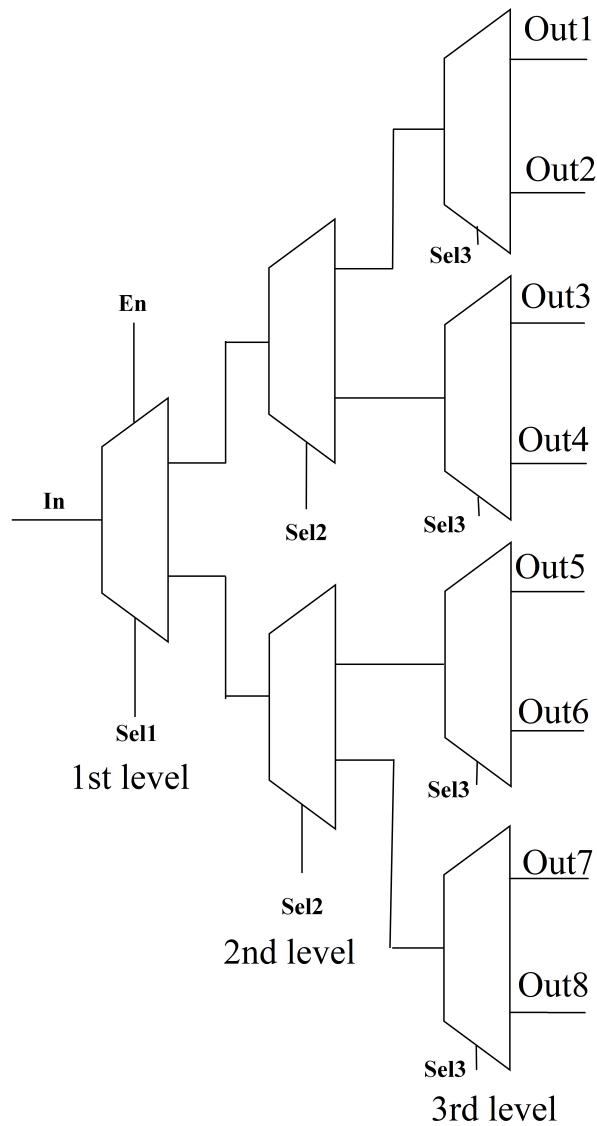 Out1
Out2
Sel3
Out3
En
Out4
In
Sel3
Sel2
Out5
Out6
Sel1
1st level
Sel3
Out7
Sel2
2nd level
Out8
Sel3
3rd level